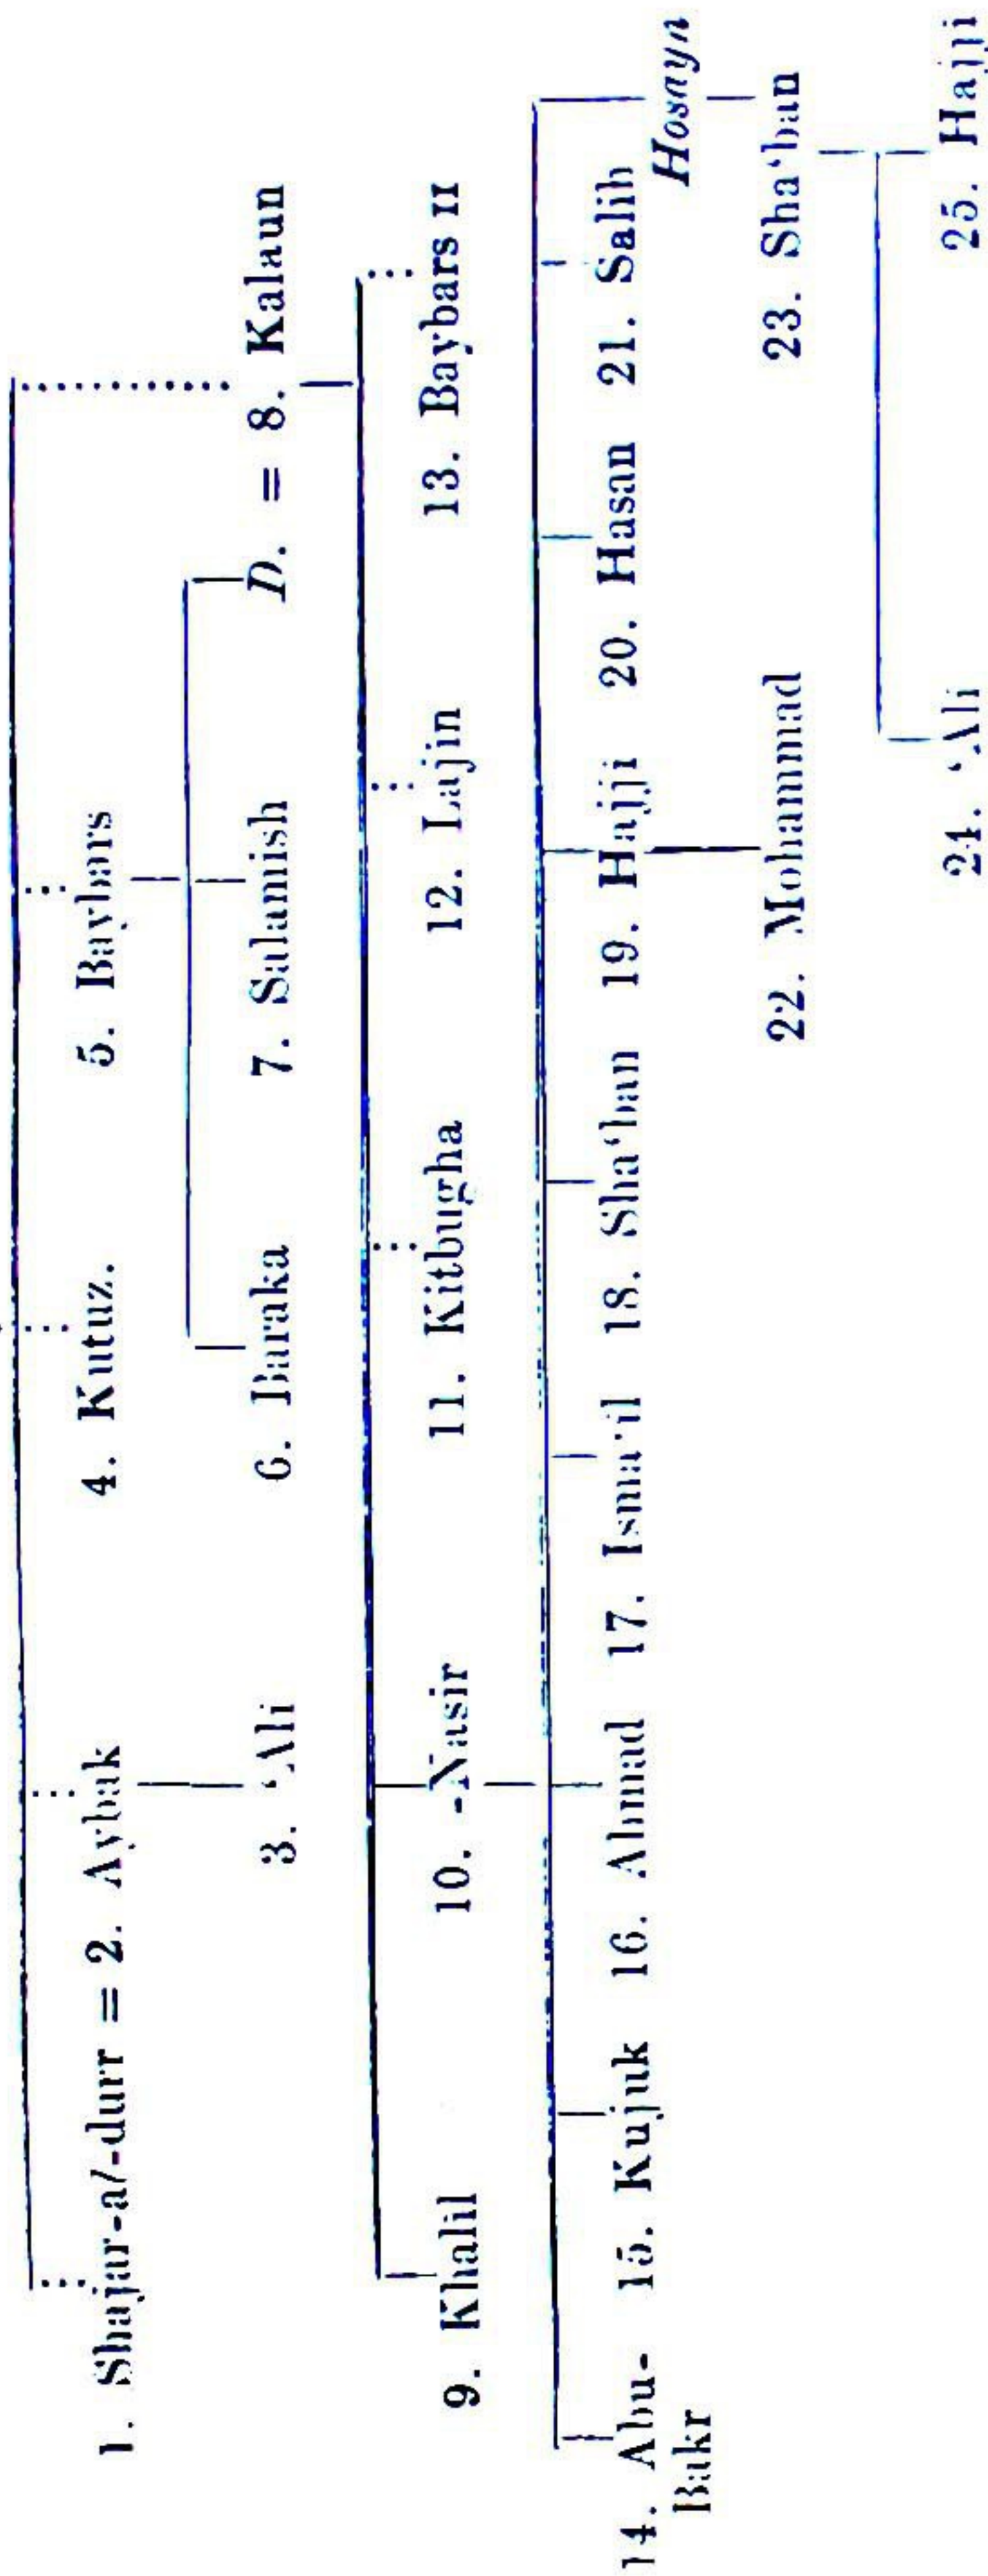 1. Shajar-al-durr = 2. Aybak 4. Kutuz. 5. Baybars
3. ‘Ali 6. Baraka 7. Salamish D. = 8. Kalaun
9. Khalil 10. -Nasir 11. Kitbugha 12. Lajin 13. Baybars II
14. Abu- 15. Kujuk 16. Ahmad 17. Isma‘il 18. Sha‘ban 19. Hajji 20. Hasan 21. Salih
Bakr Hosayn
22. Mohammad 23. Sha‘ban
24. ‘Ali 25. Hajji